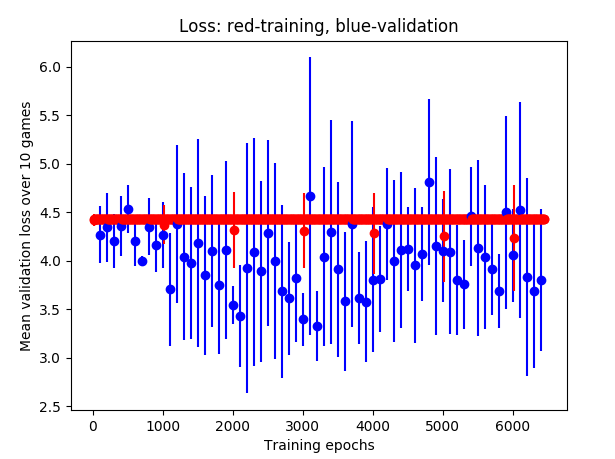 Loss: red-training, blue-validation
Mean validation loss over 10 games
6.0
5.5
5.0
4.5
4.0
3.5
3.0
2.5
0 1000 2000 3000 4000 5000 6000
Training epochs